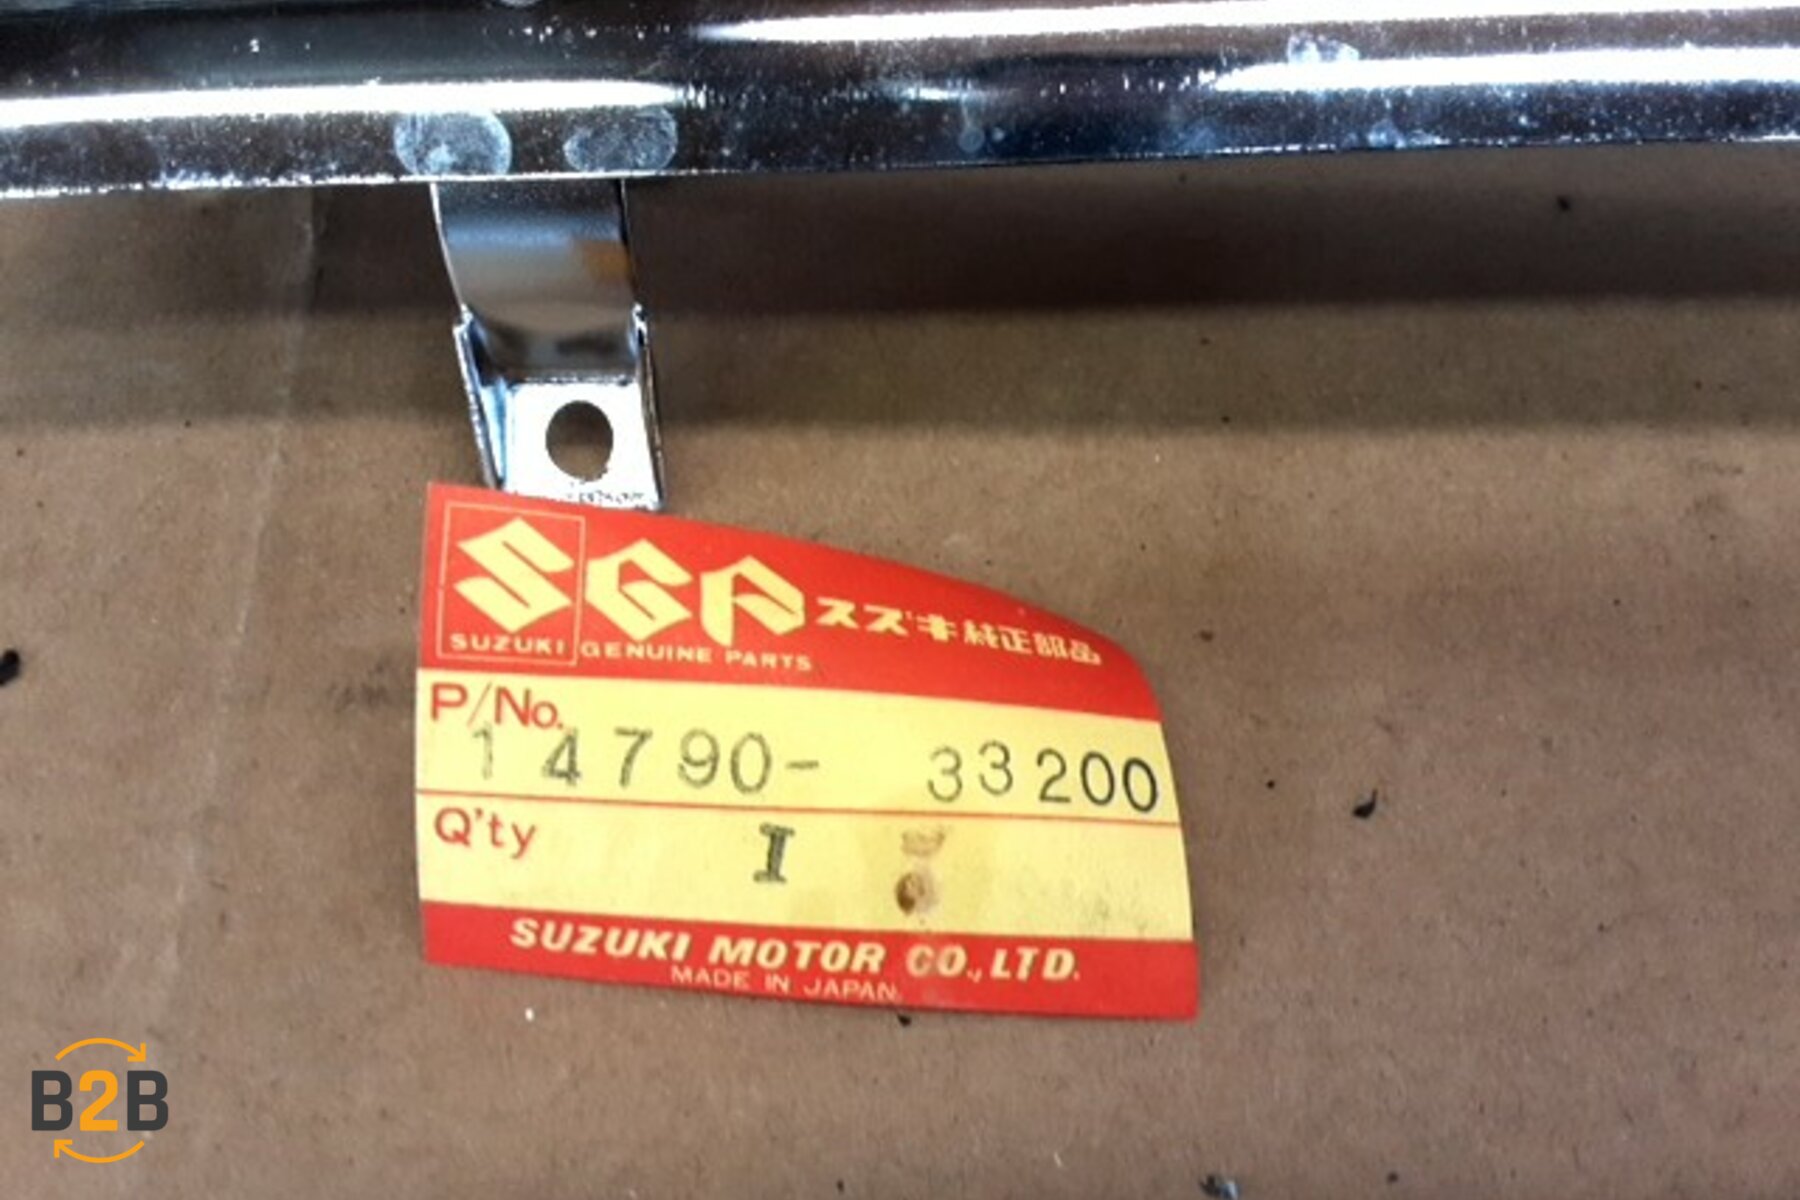 SGP スズキ純正部品
SUZUKI GENUINE PARTS
P/No.
14790- 33200
Q'ty 1
SUZUKI MOTOR CO., LTD.
MADE IN JAPAN.
B2B